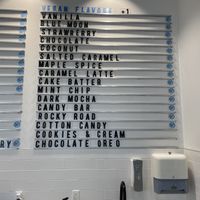 VEGAN FLAVORS +1
VANILLA
BLUE MOON
STRAWBERRY
CHOCOLATE
COCONUT
SALTED CARAMEL
MAPLE SPICE
CARAMEL LATTE
CAKE BATTER
MINT CHIP
DARK MOCHA
CANDY BAR
ROCKY ROAD
COTTON CANDY
COOKIES & CREAM
CHOCOLATE OREO
RY